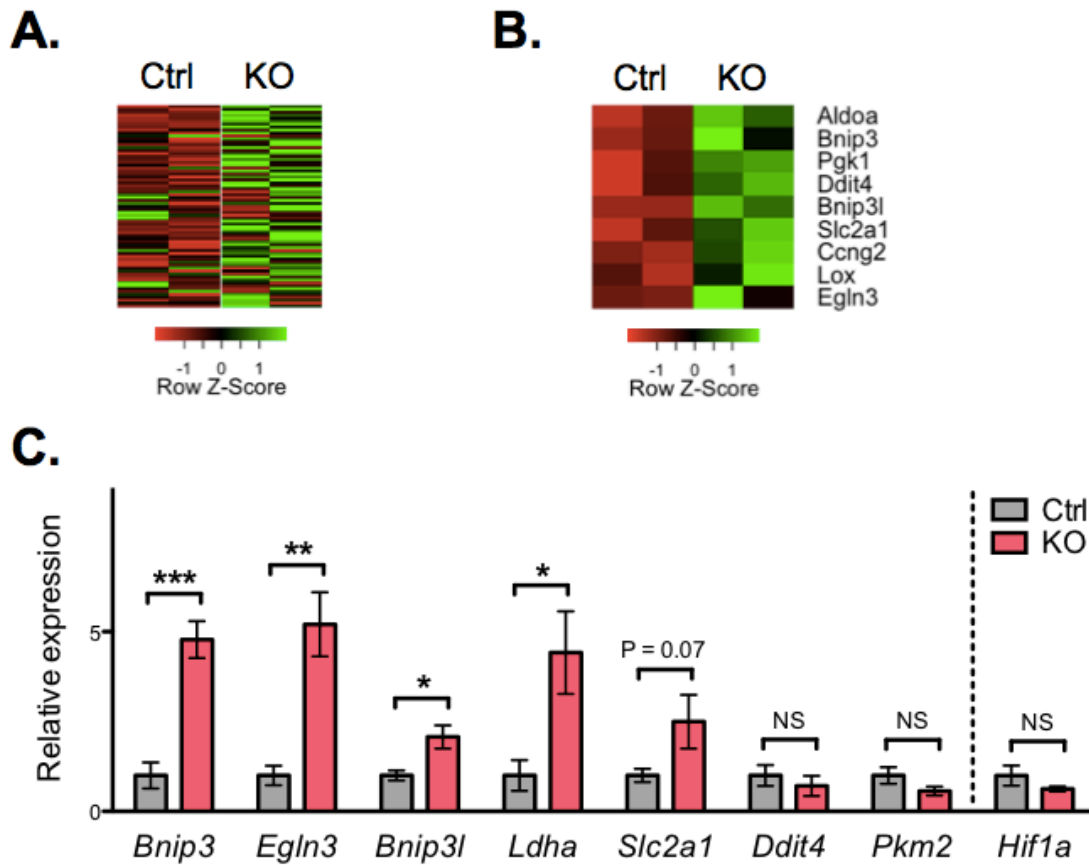 A.
B.
Ctrl KO
Ctrl KO
Aldoa
Bnip3
Pgk1
Ddit4
Bnip3l
Slc2a1
Ccng2
Lox
Egln3
-1 0 1
Row Z-Score
-1 0 1
Row Z-Score
C.
Relative expression
5
0
Ctrl
KO
***
**
*
*
P = 0.07
NS
NS
NS
Bnip3 Egln3 Bnip3l Ldha Slc2a1 Ddit4 Pkm2 Hif1a